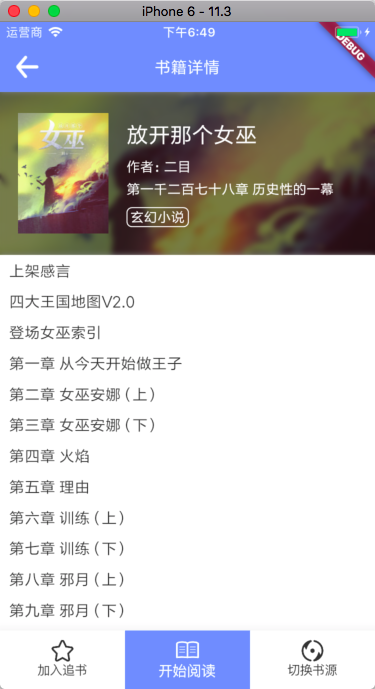 iPhone 6 - 11.3
运营商
下午6:49
DEBUG
书籍详情
女巫
放开那个女巫
作者: 二目
第一千二百七十八章 历史性的一幕
玄幻小说
上架感言
四大王国地图V2.0
登场女巫索引
第一章 从今天开始做王子
第二章 女巫安娜 ( 上 )
第三章 女巫安娜 ( 下 )
第四章 火焰
第五章 理由
第六章 训练 ( 上 )
第七章 训练 ( 下 )
第八章 邪月 ( 上 )
第九章 邪月 ( 下 )
加入追书
开始阅读
切换书源